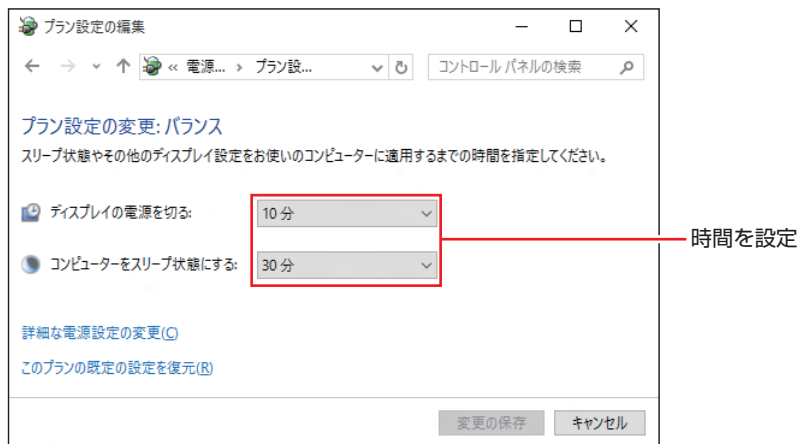 プラン設定の編集
« 電源... › プラン設...
コントロール パネルの検索
プラン設定の変更: バランス
スリープ状態やその他のディスプレイ設定をお使いのコンピューターに適用するまでの時間を指定してください。
ディスプレイの電源を切る: 10 分
時間を設定
コンピューターをスリープ状態にする: 30 分
詳細な電源設定の変更(C)
このプランの既定の設定を復元(R)
変更の保存 キャンセル